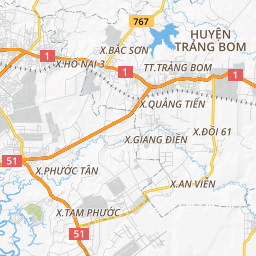 767
HUYỆN
TRẢNG BOM
X.BẮC SƠN
1
X.HỐ NAI 3
1
TT.TRẢNG BOM
1
X.QUẢNG TIẾN
X.GIANG ĐIỀN
X.ĐỒI 61
51
X.PHƯỚC TÂN
X.AN VIỄN
X.TAM PHƯỚC
51